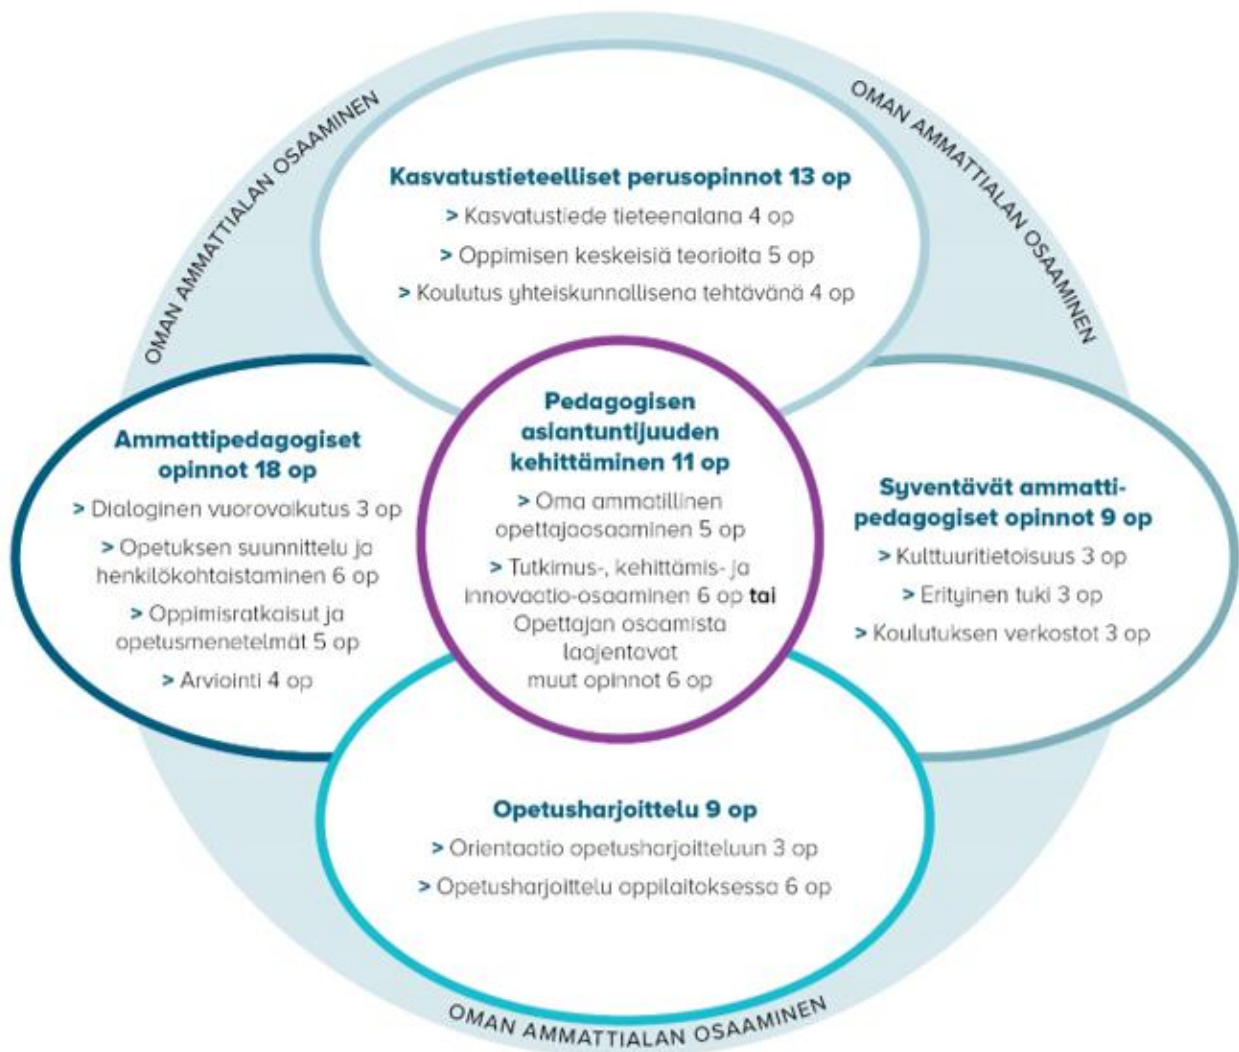 OMAN AMMATTIALAN OSAAMINEN
OMAN AMMATTIALAN OSAAMINEN
Kasvatustieteelliset perusopinnot 13 op
> Kasvatustiede tieteenalana 4 op
> Oppimisen keskeisiä teorioita 5 op
> Koulutus yhteiskunnallisena tehtävänä 4 op
Ammattipedagogiset
opinnot 18 op
> Dialoginen vuorovaikutus 3 op
> Opetuksen suunnittelu ja
henkilökohtaistaminen 6 op
> Oppimisratkaisut ja
opetusmenetelmät 5 op
> Arviointi 4 op
Pedagogisen
asiantuntijuuden
kehittäminen 11 op
> Oma ammatillinen
opettajaosaaminen 5 op
> Tutkimus-, kehittämis- ja
innovaatio-osaaminen 6 op tai
Opettajan osaamista
laajentavat
muut opinnot 6 op
Syventävät ammatti-
pedagogiset opinnot 9 op
> Kulttuuritietoisuus 3 op
> Erityinen tuki 3 op
> Koulutuksen verkostot 3 op
Opetusharjoittelu 9 op
> Orientaatio opetusharjoitteluun 3 op
> Opetusharjoittelu oppilaitoksessa 6 op
OMAN AMMATTIALAN OSAAMINEN